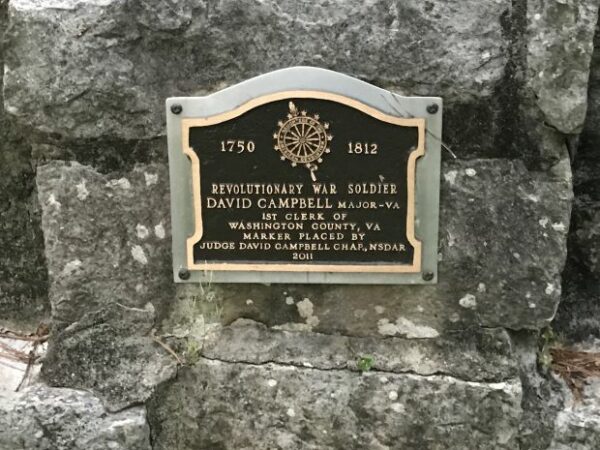 1750 1812
REVOLUTIONARY WAR SOLDIER
DAVID CAMPBELL MAJOR-VA
1ST CLERK OF
WASHINGTON COUNTY, VA
MARKER PLACED BY
JUDGE DAVID CAMPBELL CHAP., NSDAR
2011